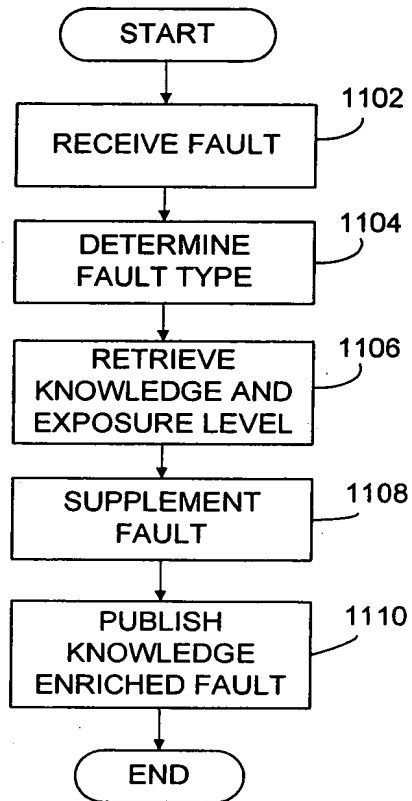 START
1102
RECEIVE FAULT
1104
DETERMINE
FAULT TYPE
1106
RETRIEVE
KNOWLEDGE AND
EXPOSURE LEVEL
1108
SUPPLEMENT
FAULT
1110
PUBLISH
KNOWLEDGE
ENRICHED FAULT
END